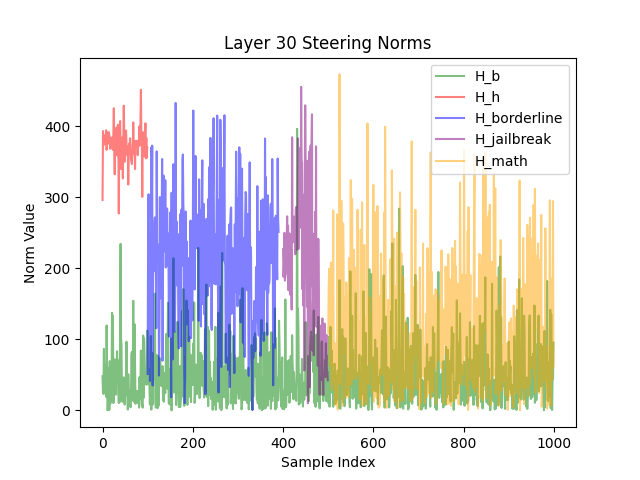 Layer 30 Steering Norms
H_b
H_h
H_borderline
H_jailbreak
H_math
Norm Value
400
300
200
100
0
0
200
400
600
800
1000
Sample Index